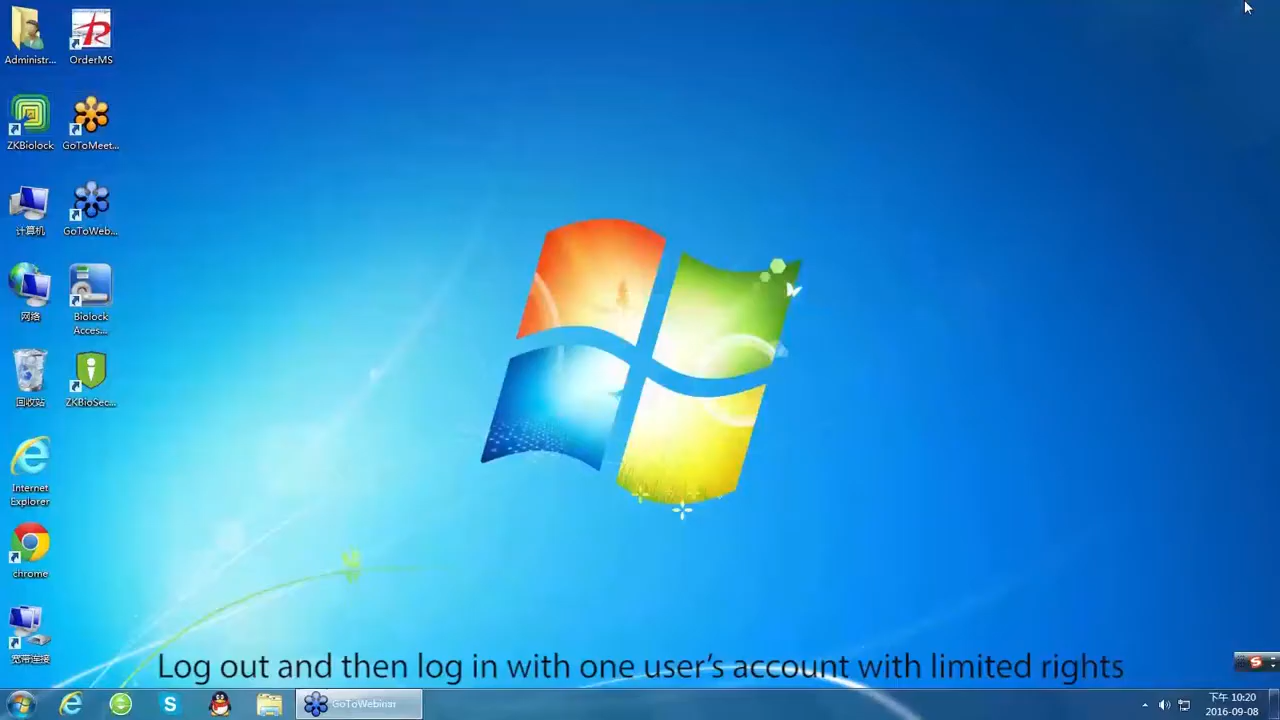 Administr...
OrderMS
ZKBiolock
GoToMeet...
计算机
GoToWeb...
网络
Biolock
Acces...
回收站
ZKBioSec...
Internet
Explorer
chrome
宽带连接
Log out and then log in with one user’s account with limited rights
GoToWebinar
下午 10:20
2016-09-08